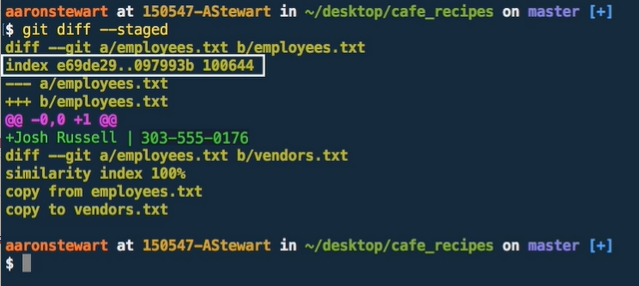 aaronstewart at 150547-AStewart in ~/desktop/cafe_recipes on master [+]
$ git diff --staged
diff --git a/employees.txt b/employees.txt
index e69de29..097993b 100644
--- a/employees.txt
+++ b/employees.txt
@@ -0,0 +1 @@
+Josh Russell | 303-555-0176
diff --git a/employees.txt b/vendors.txt
similarity index 100%
copy from employees.txt
copy to vendors.txt
aaronstewart at 150547-AStewart in ~/desktop/cafe_recipes on master [+]
$